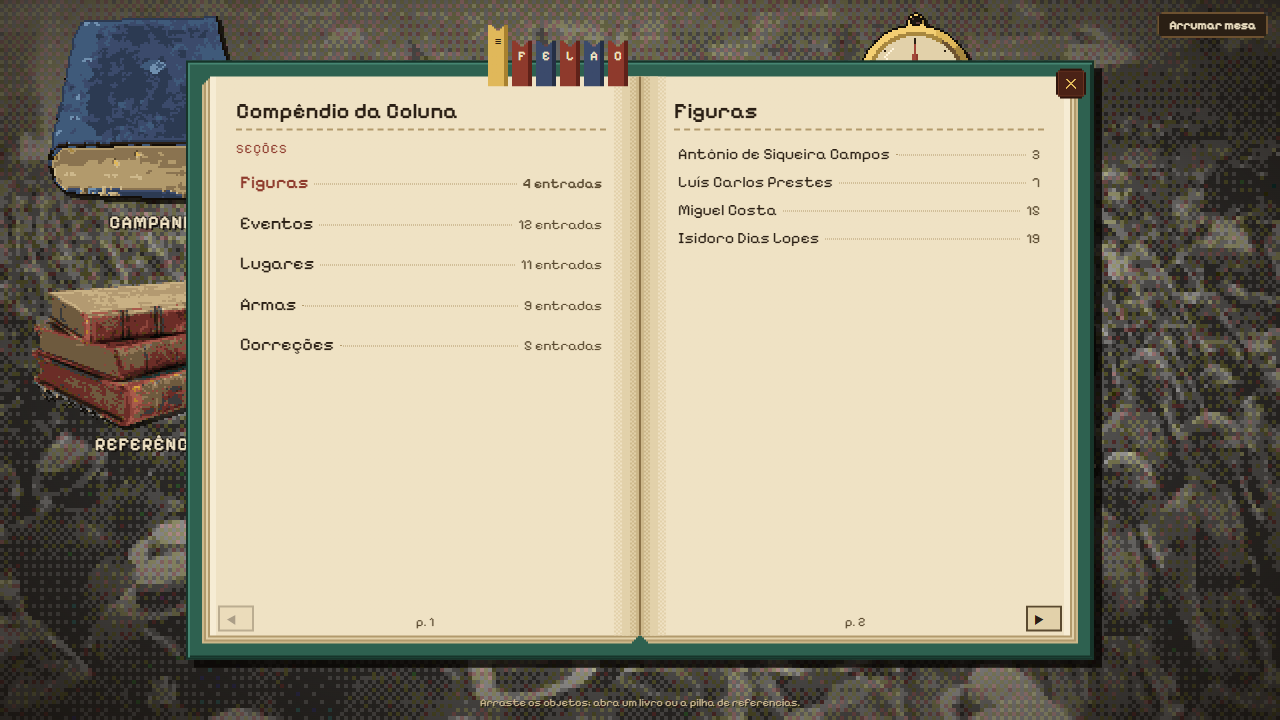 Arrumar mesa
≡ F E L A O
Compêndio da Coluna
SEÇÕES
Figuras 4 entradas
Eventos 12 entradas
Lugares 11 entradas
Armas 9 entradas
Correções 5 entradas
p. 1
Figuras
Antônio de Siqueira Campos 3
Luís Carlos Prestes 7
Miguel Costa 15
Isidoro Dias Lopes 19
p. 2
CAMPAN
REFERÊNC
Arraste os objetos; abra um livro ou a pilha de referências.